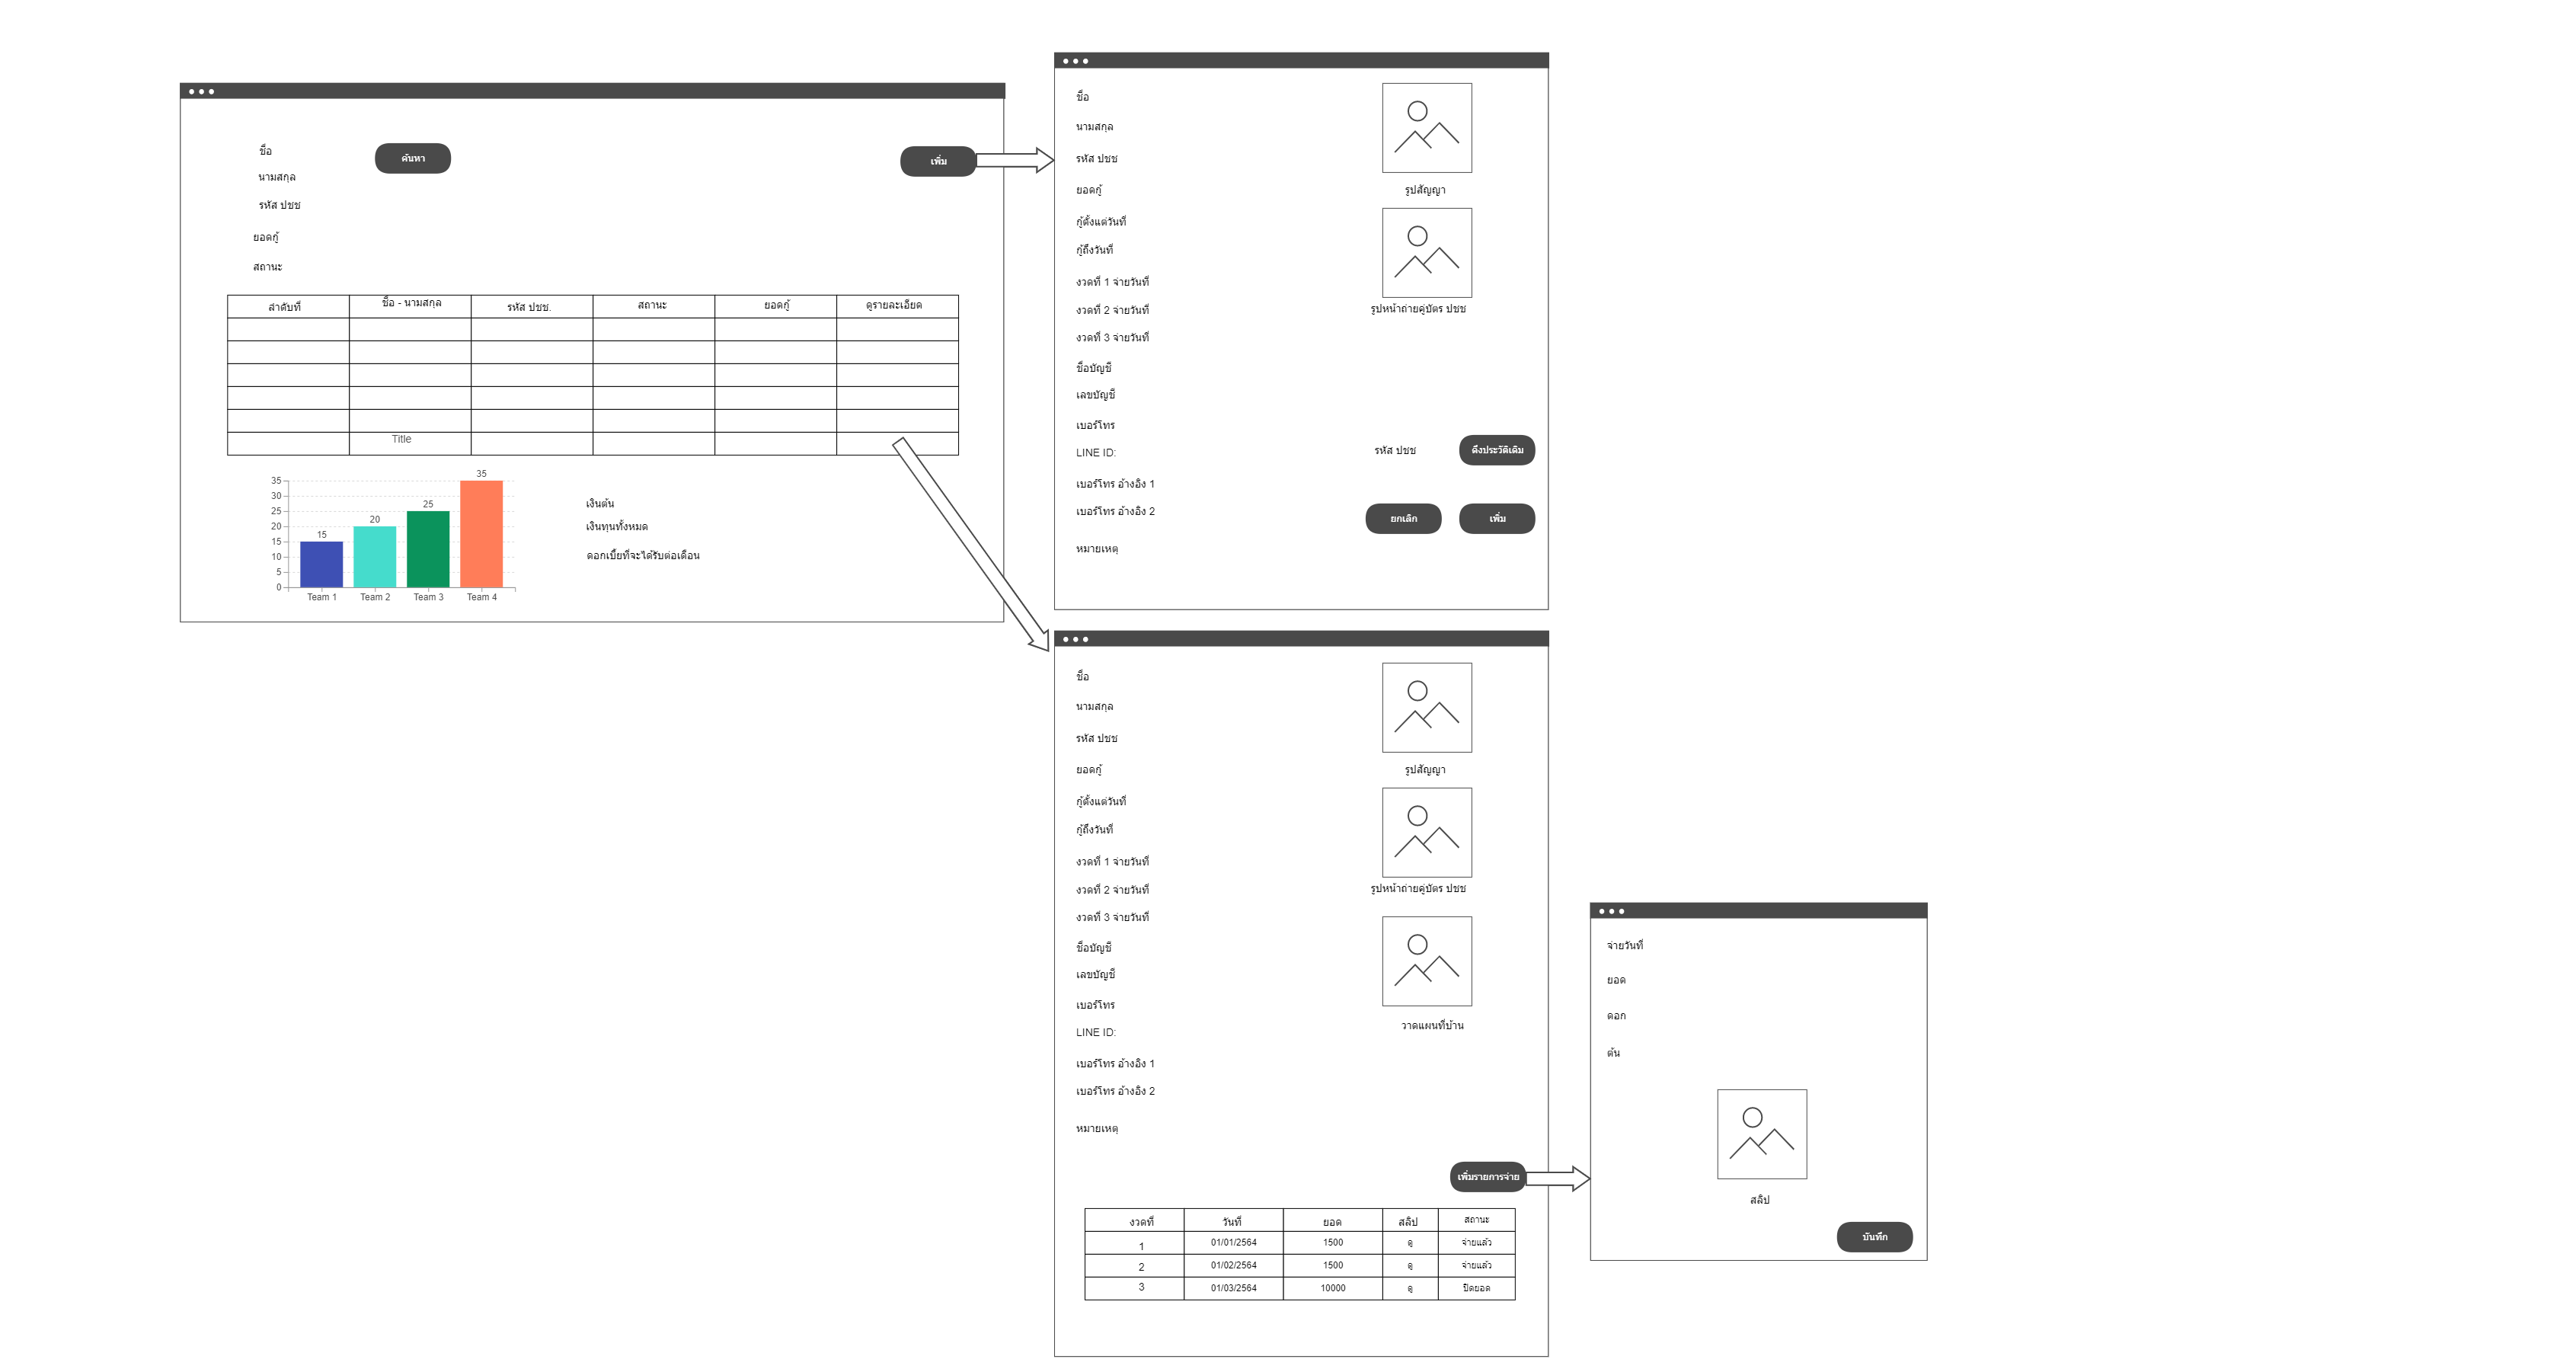 ชื่อ
ค้นหา
เพิ่ม
นามสกุล
รหัส ปชช
ยอดกู้
สถานะ
ลำดับที่
ชื่อ - นามสกุล
รหัส ปชช.
สถานะ
ยอดกู้
ดูรายละเอียด
Title
35
30
25
20
15
10
5
0
15
20
25
35
Team 1
Team 2
Team 3
Team 4
เงินต้น
เงินทุนทั้งหมด
ดอกเบี้ยที่จะได้รับต่อเดือน
ชื่อ
นามสกุล
รหัส ปชช
ยอดกู้
กู้ตั้งแต่วันที่
กู้ถึงวันที่
งวดที่ 1 จ่ายวันที่
งวดที่ 2 จ่ายวันที่
งวดที่ 3 จ่ายวันที่
ชื่อบัญชี
เลขบัญชี
เบอร์โทร
LINE ID:
เบอร์โทร อ้างอิง 1
เบอร์โทร อ้างอิง 2
หมายเหตุ
รูปสัญญา
รูปหน้าถ่ายคู่บัตร ปชช
รหัส ปชช
ดึงประวัติเดิม
ยกเลิก
เพิ่ม
ชื่อ
นามสกุล
รหัส ปชช
ยอดกู้
กู้ตั้งแต่วันที่
กู้ถึงวันที่
งวดที่ 1 จ่ายวันที่
งวดที่ 2 จ่ายวันที่
งวดที่ 3 จ่ายวันที่
ชื่อบัญชี
เลขบัญชี
เบอร์โทร
LINE ID:
เบอร์โทร อ้างอิง 1
เบอร์โทร อ้างอิง 2
หมายเหตุ
รูปสัญญา
รูปหน้าถ่ายคู่บัตร ปชช
วาดแผนที่บ้าน
เพิ่มรายการจ่าย
งวดที่ วันที่ ยอด สลิป สถานะ
1 01/01/2564 1500 ดู จ่ายแล้ว
2 01/02/2564 1500 ดู จ่ายแล้ว
3 01/03/2564 10000 ดู ปิดยอด
จ่ายวันที่
ยอด
ดอก
ต้น
สลิป
บันทึก